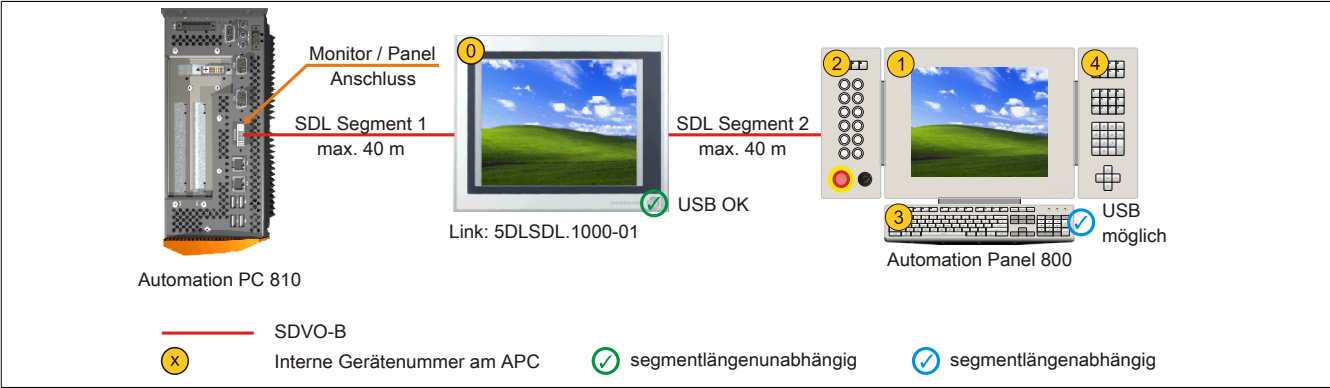 Monitor / Panel
Anschluss
SDL Segment 1
max. 40 m
0
USB OK
Link: 5DLSDL.1000-01
SDL Segment 2
max. 40 m
2
1
4
3
USB
möglich
Automation Panel 800
Automation PC 810
SDVO-B
x
Interne Gerätenummer am APC
segmentlängenunabhängig
segmentlängenabhängig